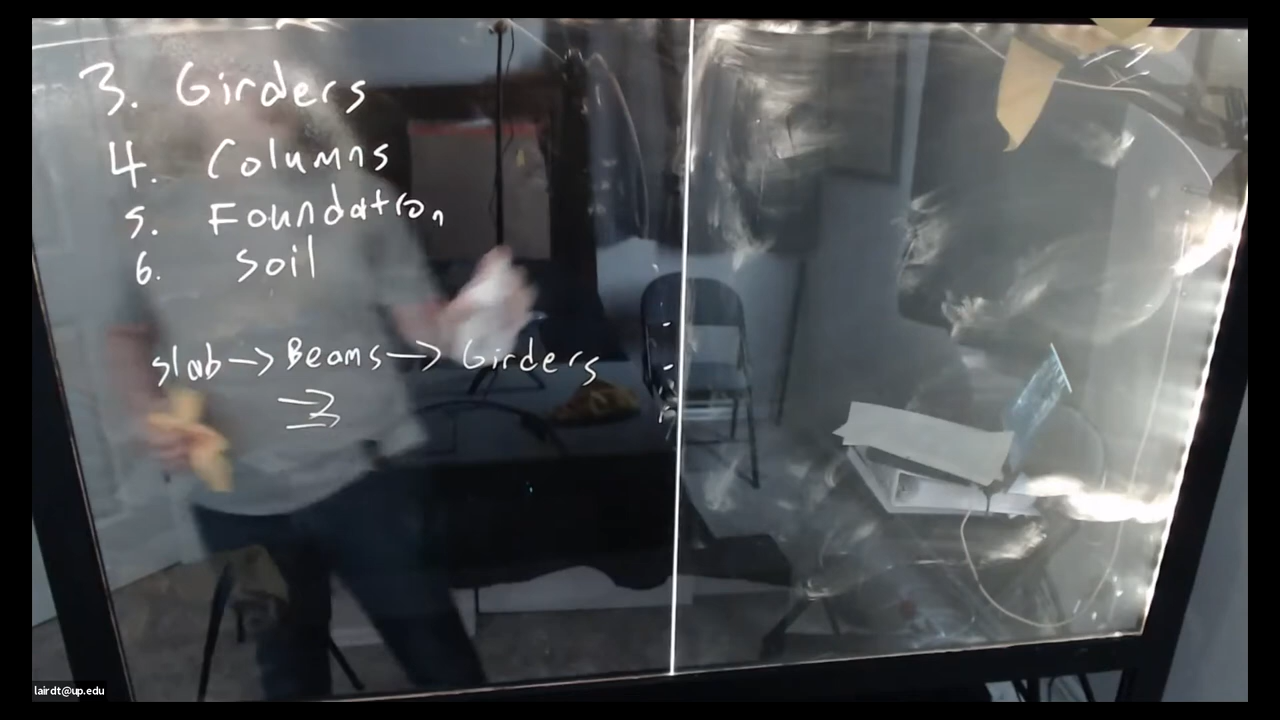 3. Girders
4. Columns
5. Foundation
6. Soil
Slab → Beams → Girders
→
→
lairdt@up.edu